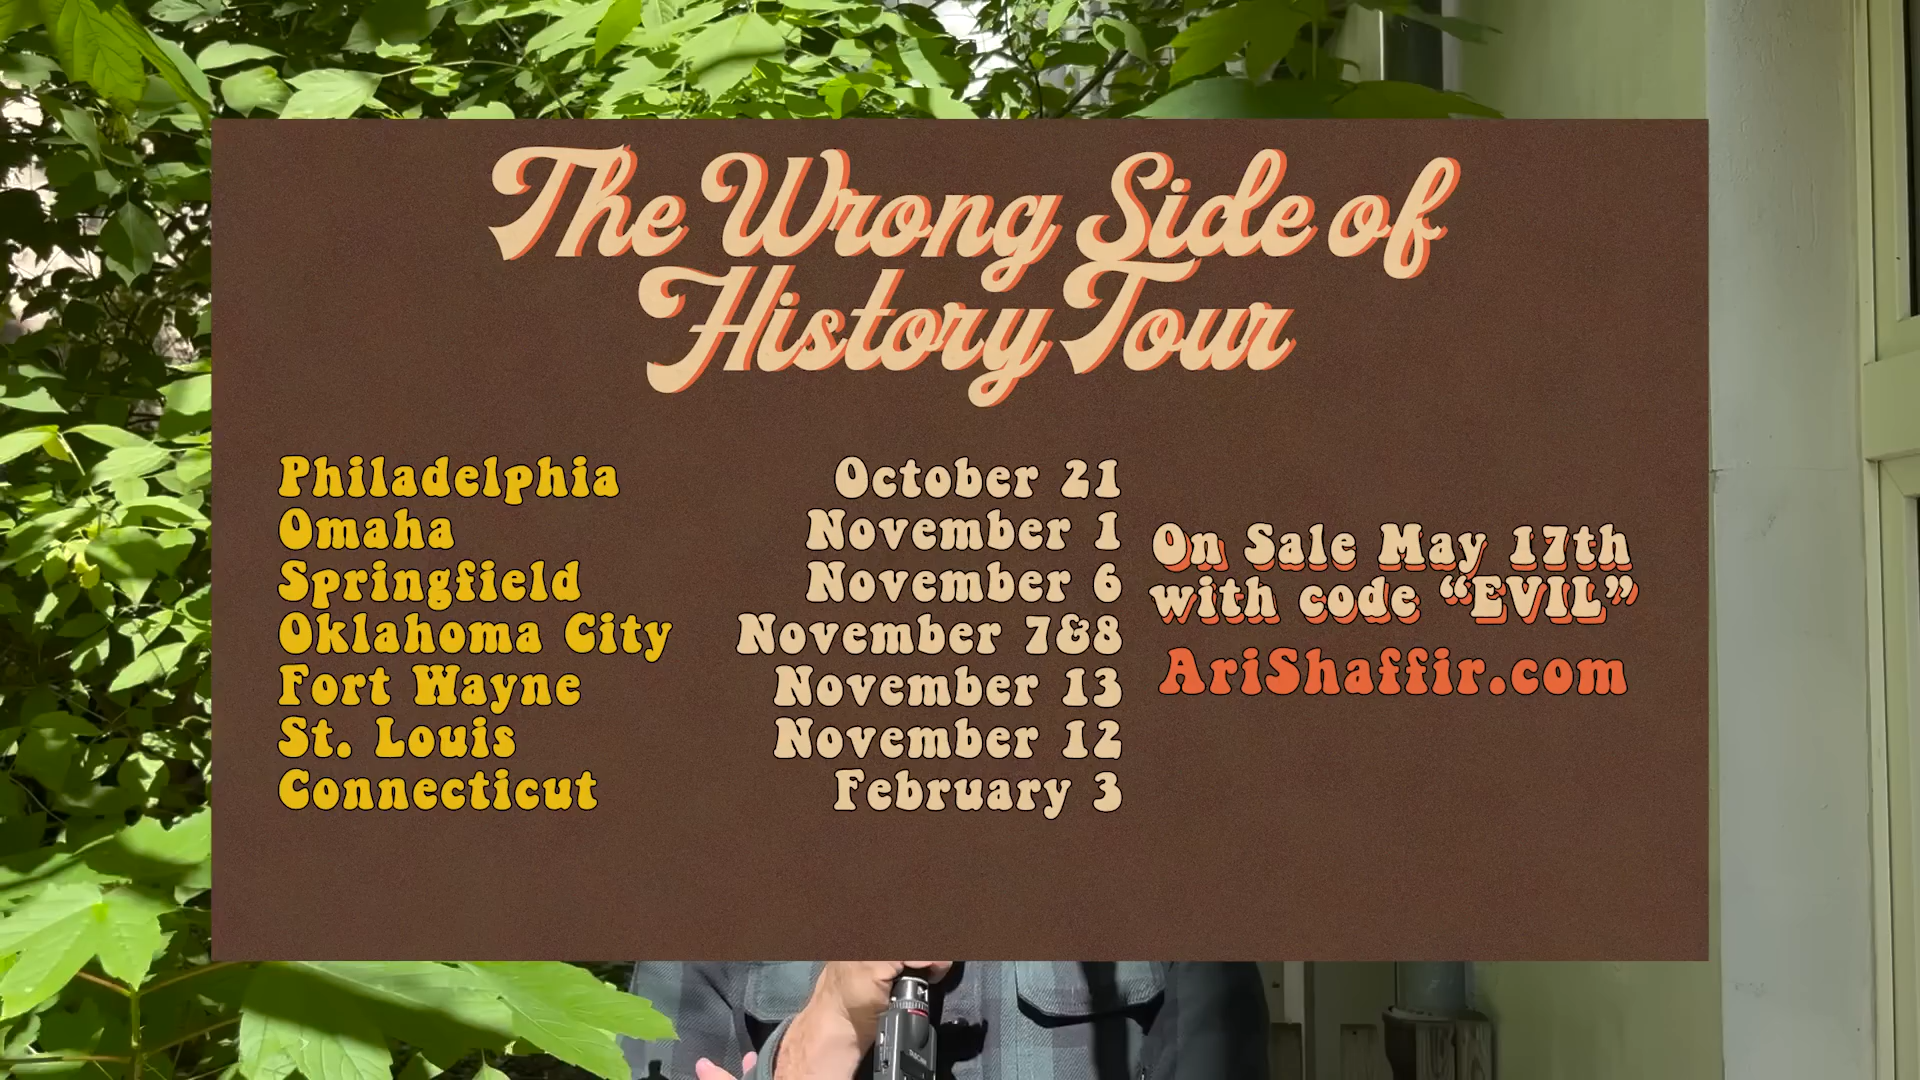 The Wrong Side of
History Tour
Philadelphia October 21
Omaha November 1
Springfield November 6
Oklahoma City November 7&8
Fort Wayne November 13
St. Louis November 12
Connecticut February 3
On Sale May 17th
with code “EVIL”
AriShaffir.com
TASCAM